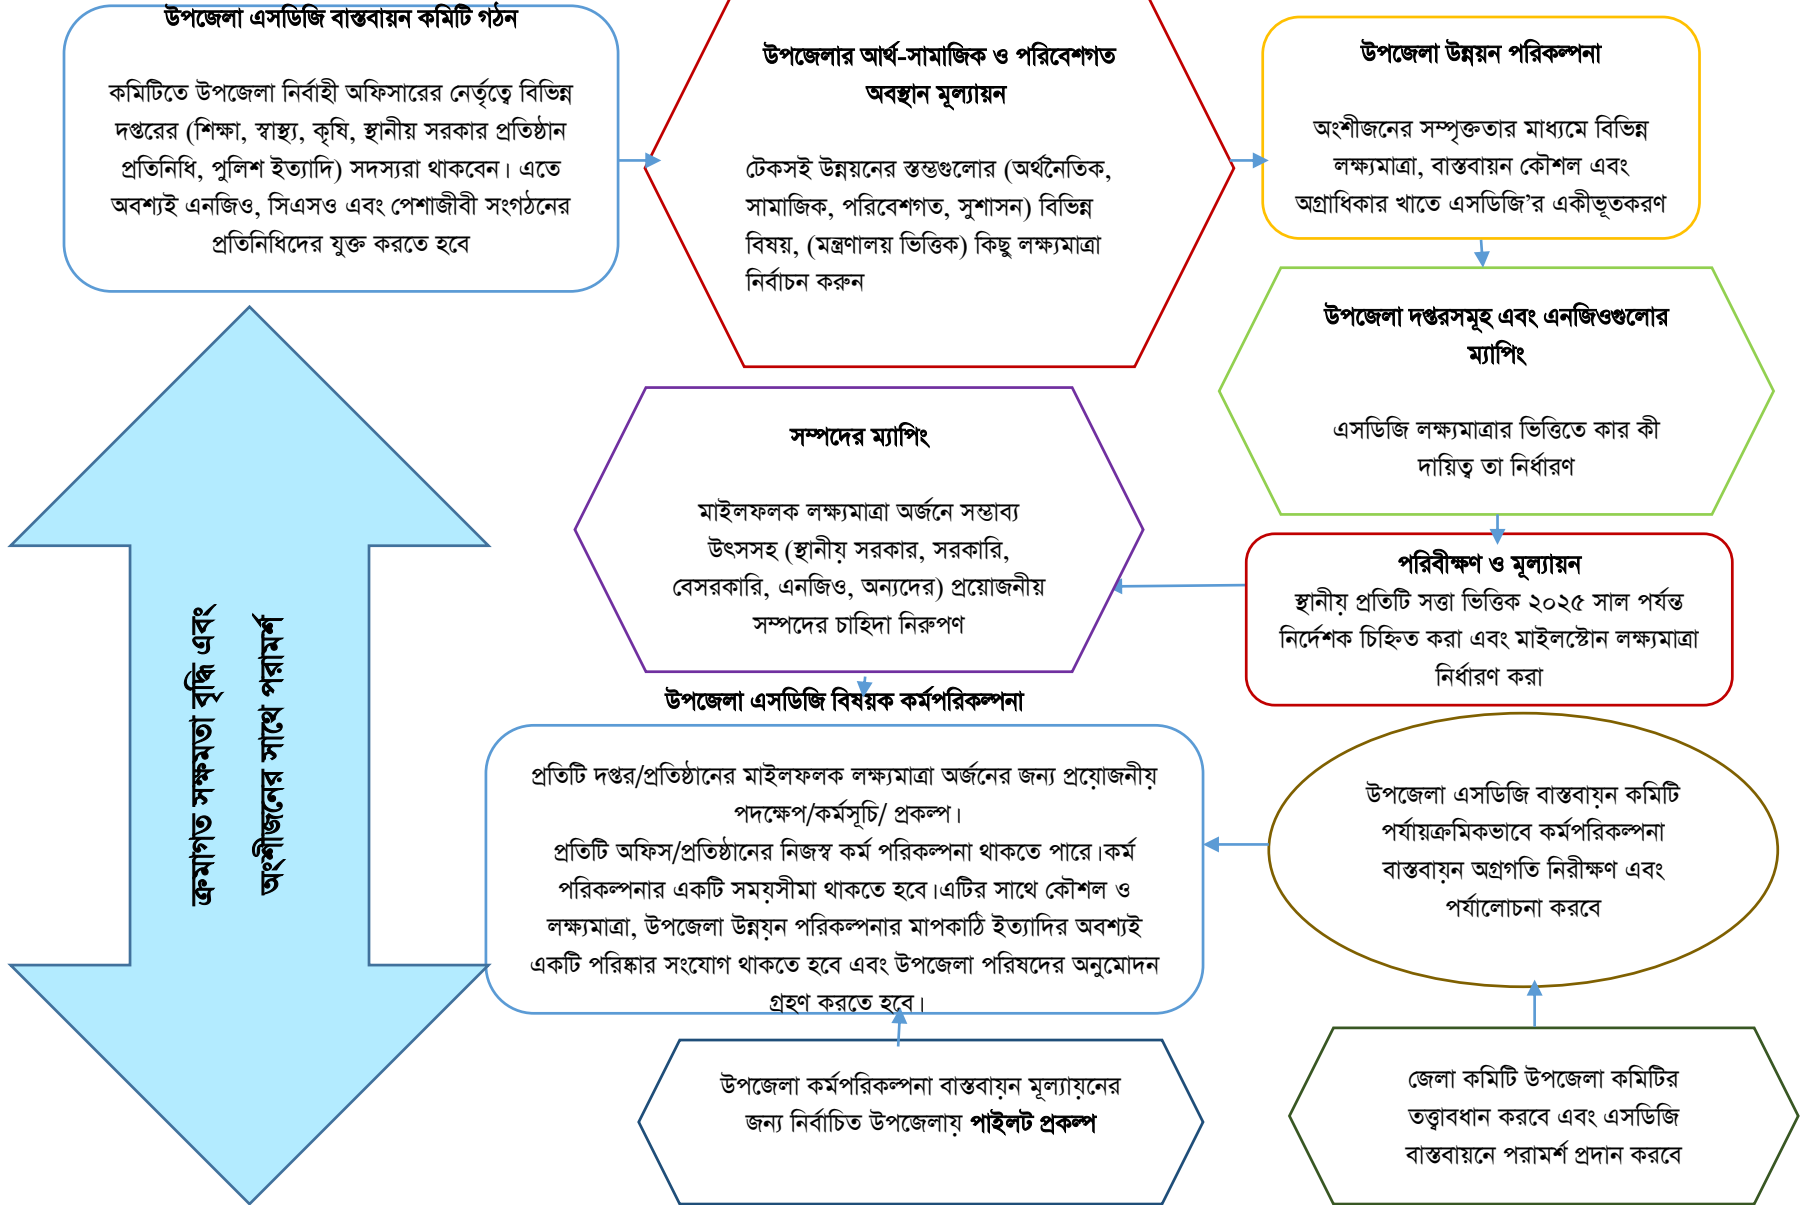 উপজেলা এসডিজি বাস্তবায়ন কমিটি গঠন
কমিটিতে উপজেলা নির্বাহী অফিসারের নের্তৃত্বে বিভিন্ন
দপ্তরের (শিক্ষা, স্বাস্থ্য, কৃষি, স্থানীয় সরকার প্রতিষ্ঠান
প্রতিনিধি, পুলিশ ইত্যাদি) সদস্যরা থাকবেন। এতে
অবশ্যই এনজিও, সিএসও এবং পেশাজীবী সংগঠনের
প্রতিনিধিদের যুক্ত করতে হবে
উপজেলার আর্থ-সামাজিক ও পরিবেশগত
অবস্থান মূল্যায়ন
টেকসই উন্নয়নের স্তম্ভগুলোর (অর্থনৈতিক,
সামাজিক, পরিবেশগত, সুশাসন) বিভিন্ন
বিষয়, (মন্ত্রণালয় ভিত্তিক) কিছু লক্ষ্যমাত্রা
নির্বাচন করুন
উপজেলা উন্নয়ন পরিকল্পনা
অংশীজনের সম্পৃক্ততার মাধ্যমে বিভিন্ন
লক্ষ্যমাত্রা, বাস্তবায়ন কৌশল এবং
অগ্রাধিকার খাতে এসডিজি’র একীভূতকরণ
উপজেলা দপ্তরসমূহ এবং এনজিওগুলোর
ম্যাপিং
এসডিজি লক্ষ্যমাত্রার ভিত্তিতে কার কী
দায়িত্ব তা নির্ধারণ
পরিবীক্ষণ ও মূল্যায়ন
স্থানীয় প্রতিটি সত্তা ভিত্তিক ২০২৫ সাল পর্যন্ত
নির্দেশক চিহ্নিত করা এবং মাইলস্টোন লক্ষ্যমাত্রা
নির্ধারণ করা
সম্পদের ম্যাপিং
মাইলফলক লক্ষ্যমাত্রা অর্জনে সম্ভাব্য
উৎসসহ (স্থানীয় সরকার, সরকারি,
বেসরকারি, এনজিও, অন্যদের) প্রয়োজনীয়
সম্পদের চাহিদা নিরুপণ
উপজেলা এসডিজি বিষয়ক কর্মপরিকল্পনা
প্রতিটি দপ্তর/প্রতিষ্ঠানের মাইলফলক লক্ষ্যমাত্রা অর্জনের জন্য প্রয়োজনীয়
পদক্ষেপ/কর্মসূচি/ প্রকল্প।
প্রতিটি অফিস/প্রতিষ্ঠানের নিজস্ব কর্ম পরিকল্পনা থাকতে পারে।কর্ম
পরিকল্পনার একটি সময়সীমা থাকতে হবে।এটির সাথে কৌশল ও
লক্ষ্যমাত্রা, উপজেলা উন্নয়ন পরিকল্পনার মাপকাঠি ইত্যাদির অবশ্যই
একটি পরিষ্কার সংযোগ থাকতে হবে এবং উপজেলা পরিষদের অনুমোদন
গ্রহণ করতে হবে।
উপজেলা এসডিজি বাস্তবায়ন কমিটি
পর্যায়ক্রমিকভাবে কর্মপরিকল্পনা
বাস্তবায়ন অগ্রগতি নিরীক্ষণ এবং
পর্যালোচনা করবে
উপজেলা কর্মপরিকল্পনা বাস্তবায়ন মূল্যায়নের
জন্য নির্বাচিত উপজেলায় পাইলট প্রকল্প
জেলা কমিটি উপজেলা কমিটির
তত্ত্বাবধান করবে এবং এসডিজি
বাস্তবায়নে পরামর্শ প্রদান করবে
ক্রমাগত সক্ষমতা বৃদ্ধি এবং
অংশীজনের সাথে পরামর্শ